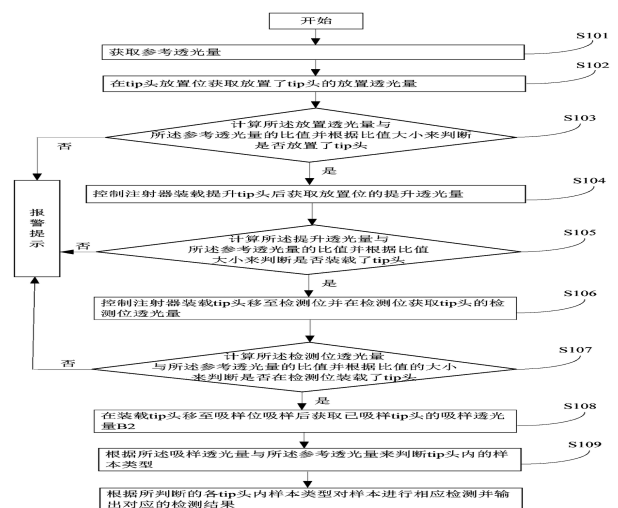 开始
获取参考透光量
S101
在tip头放置位获取放置了tip头的放置透光量
S102
计算所述放置透光量与
所述参考透光量的比值并根据比值大小来判断
是否放置了tip头
S103
否
是
控制注射器装载提升tip头后获取放置位的提升透光量
S104
报
警
提
示
计算所述提升透光量与
所述参考透光量的比值并根据比值
大小来判断是否装载了tip头
S105
否
是
控制注射器装载tip头移至检测位并在检测位获取tip头的检
测位透光量
S106
计算所述检测位透光量
与所述参考透光量的比值并根据比值的大小
来判断是否在检测位装载了tip头
S107
否
是
在装载tip头移至吸样位吸样后获取已吸样tip头的吸样透光
量B2
S108
根据所述吸样透光量与所述参考透光量来判断tip头内的样
本类型
S109
根据所判断的各tip头内样本类型对样本进行相应检测并输
出对应的检测结果